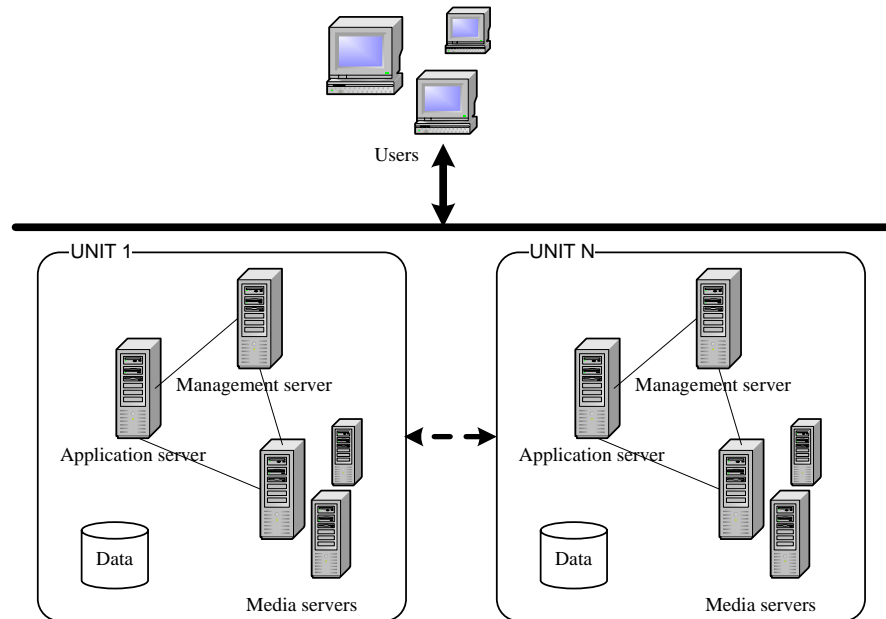 Users
UNIT 1
UNIT N
Management server
Management server
Application server
Application server
Data
Data
Media servers
Media servers